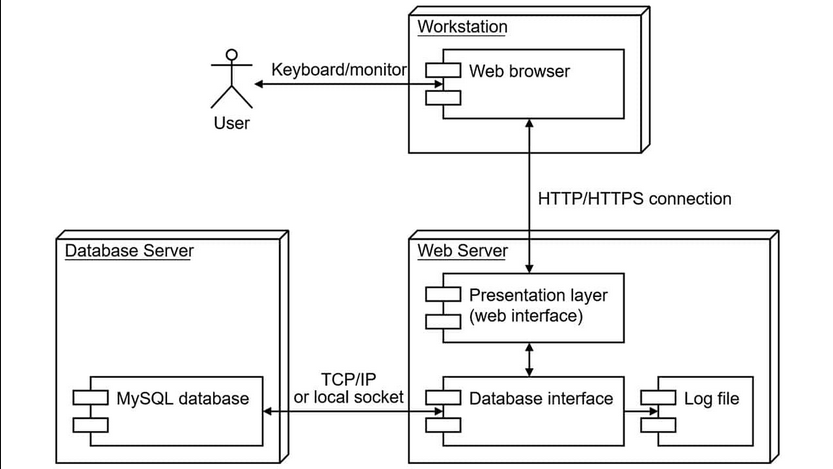 Workstation
Keyboard/monitor
Web browser
User
HTTP/HTTPS connection
Database Server
Web Server
Presentation layer
(web interface)
TCP/IP
or local socket
MySQL database
Database interface
Log file